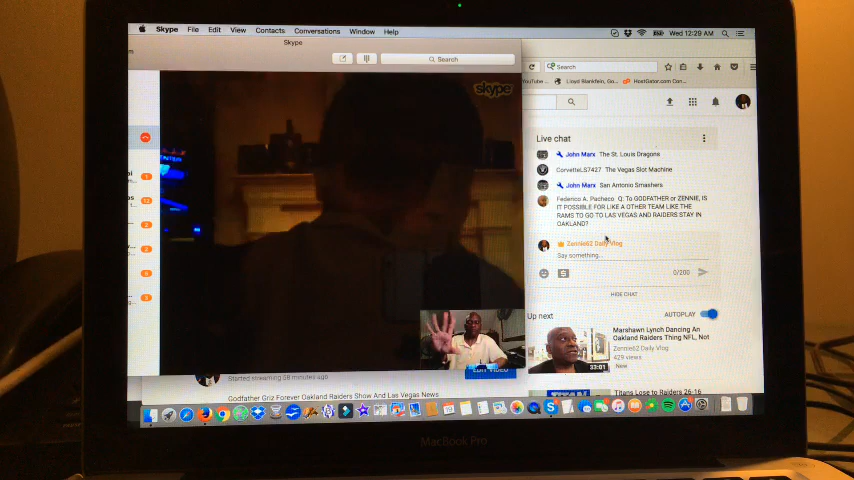 Skype File Edit View Contacts Conversations Window Help Wed 12:29 AM
Skype
Search
Search
YouTube ... Lloyd Blankfein, Go... HostGator.com Con...
skype
Live chat
John Marx The St. Louis Dragons
CorvetteLS7427 The Vegas Slot Machine
John Marx San Antonio Smashers
Federico A. Pacheco Q: To GODFATHER or ZENNIE, IS
IT POSSIBLE FOR LIKE A OTHER TEAM LIKE THE
RAMS TO GO TO LAS VEGAS AND RAIDERS STAY IN
OAKLAND?
Zennie62 Daily Vlog
Say something...
0/200
HIDE CHAT
Up next
AUTOPLAY
Marshawn Lynch Dancing An
Oakland Raiders Thing NFL, Not
Zennie62 Daily Vlog
429 views
New
33:01
EDIT VIDEO
Started streaming 58 minutes ago
TITAN
Titans Lose to Raiders 26-16
Godfather Griz Forever Oakland Raiders Show And Las Vegas News
MacBook Pro